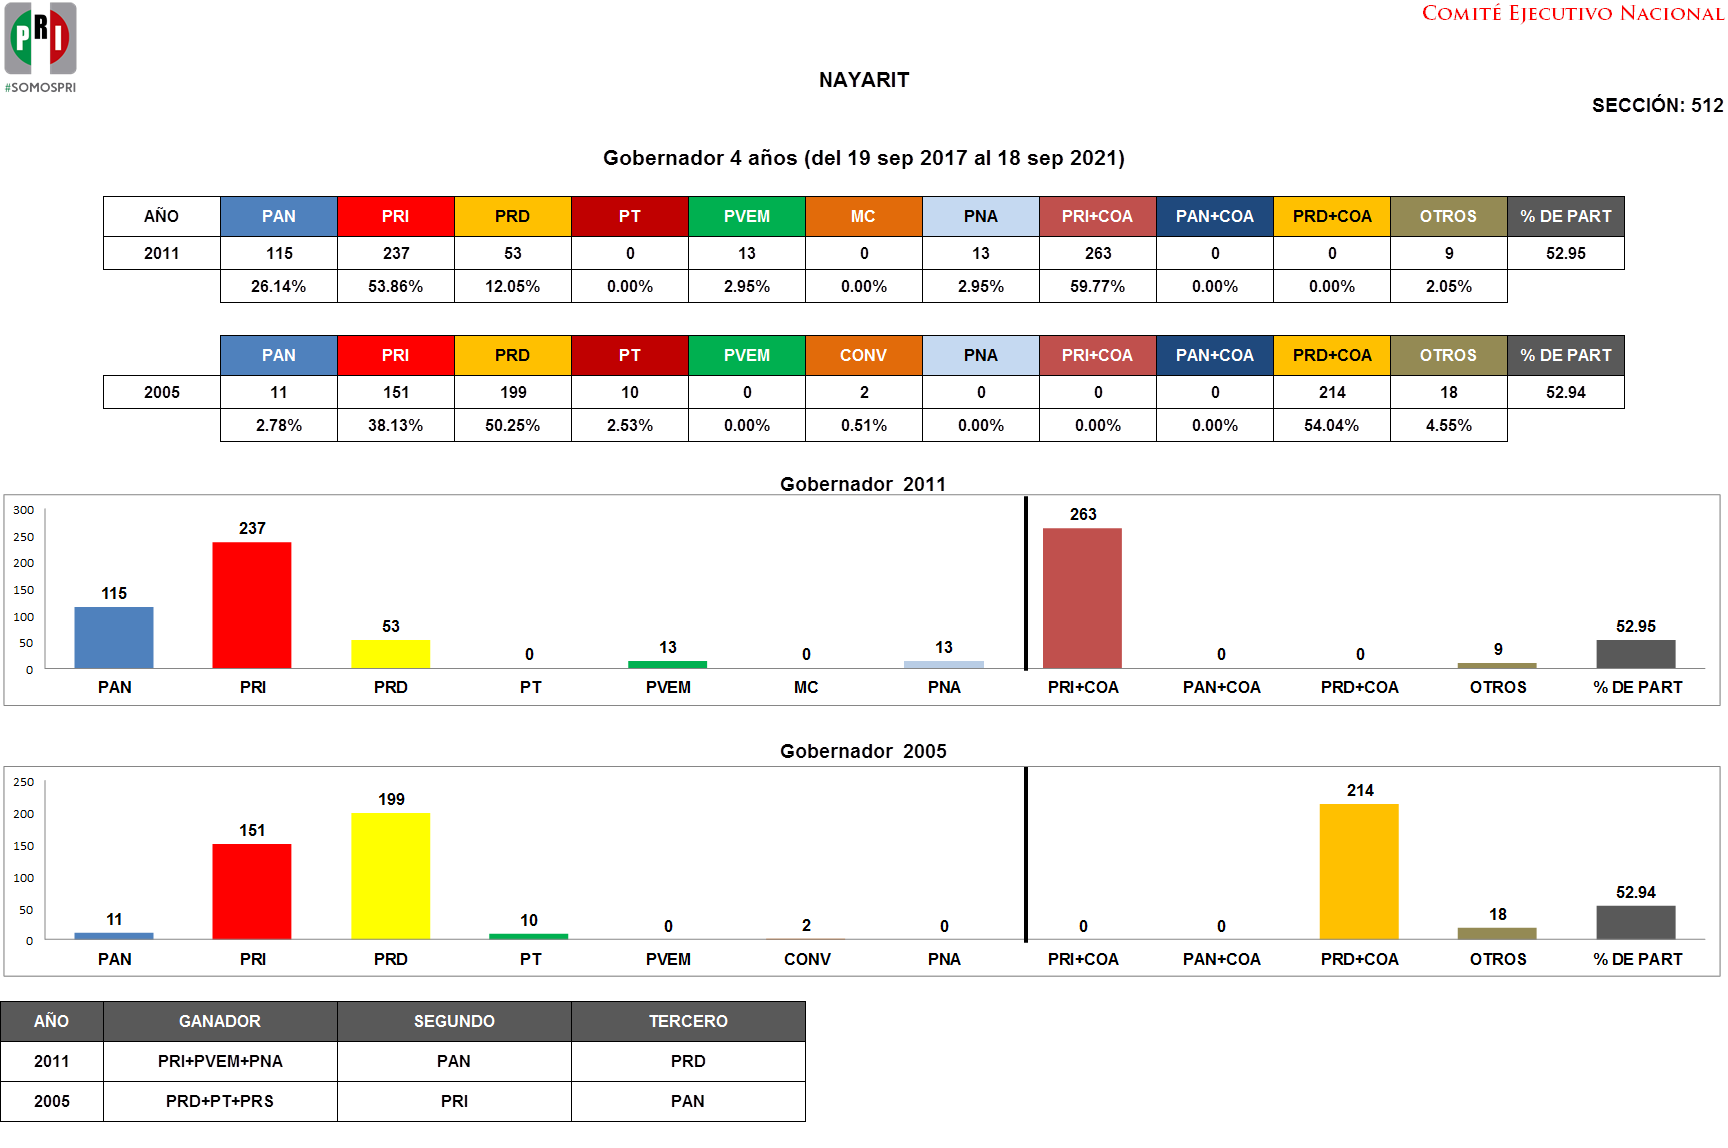 PRI
#SOMOSPRI
COMITÉ EJECUTIVO NACIONAL
NAYARIT
SECCIÓN: 512
Gobernador 4 años (del 19 sep 2017 al 18 sep 2021)
AÑO PAN PRI PRD PT PVEM MC PNA PRI+COA PAN+COA PRD+COA OTROS % DE PART
2011 115 237 53 0 13 0 13 263 0 0 9 52.95
26.14% 53.86% 12.05% 0.00% 2.95% 0.00% 2.95% 59.77% 0.00% 0.00% 2.05%
PAN PRI PRD PT PVEM CONV PNA PRI+COA PAN+COA PRD+COA OTROS % DE PART
2005 11 151 199 10 0 2 0 0 0 214 18 52.94
2.78% 38.13% 50.25% 2.53% 0.00% 0.51% 0.00% 0.00% 0.00% 54.04% 4.55%
Gobernador 2011
300
250
200
150
100
50
0
115 237 53 0 13 0 13 263 0 0 9 52.95
PAN PRI PRD PT PVEM MC PNA PRI+COA PAN+COA PRD+COA OTROS % DE PART
Gobernador 2005
250
200
150
100
50
0
11 151 199 10 0 2 0 0 0 214 18 52.94
PAN PRI PRD PT PVEM CONV PNA PRI+COA PAN+COA PRD+COA OTROS % DE PART
AÑO GANADOR SEGUNDO TERCERO
2011 PRI+PVEM+PNA PAN PRD
2005 PRD+PT+PRS PRI PAN